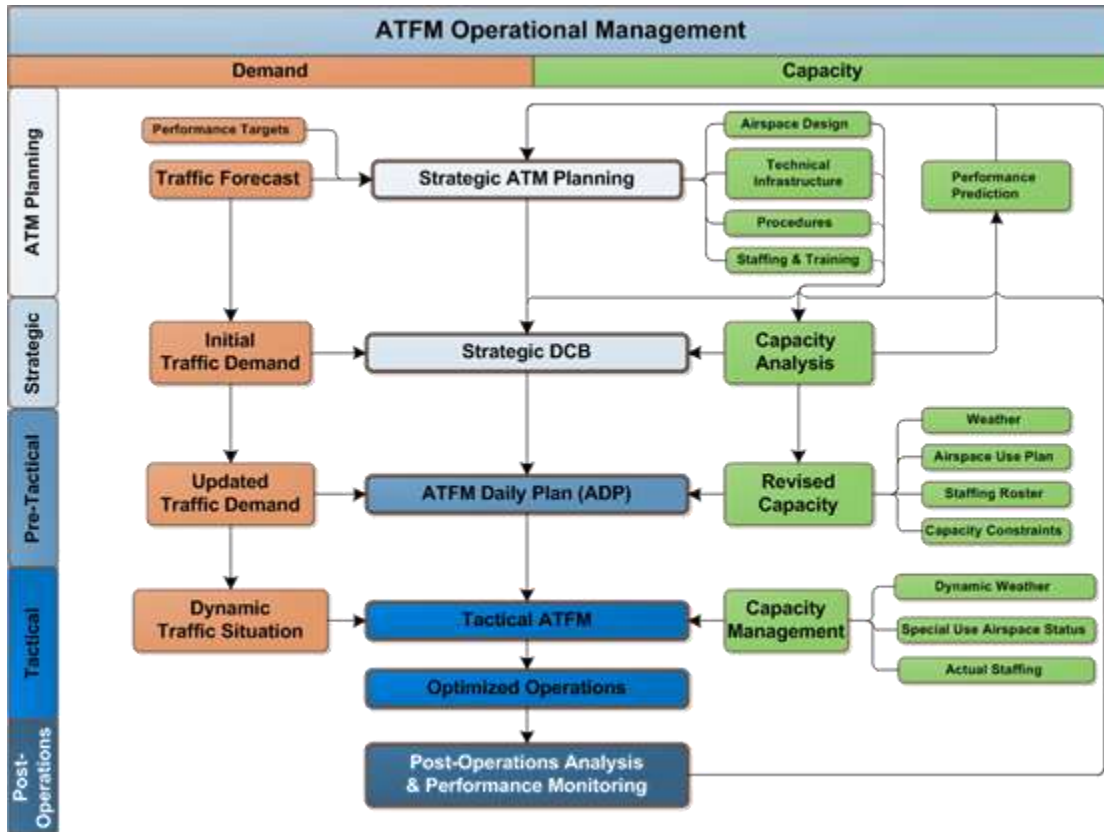 ATFM Operational Management
Demand
Capacity
ATM Planning
Performance Targets
Traffic Forecast
Strategic ATM Planning
Airspace Design
Technical
Infrastructure
Procedures
Staffing & Training
Performance
Prediction
Strategic
Initial
Traffic Demand
Strategic DCB
Capacity
Analysis
Pre-Tactical
Updated
Traffic Demand
ATFM Daily Plan (ADP)
Revised
Capacity
Weather
Airspace Use Plan
Staffing Roster
Capacity Constraints
Tactical
Dynamic
Traffic Situation
Tactical ATFM
Capacity
Management
Dynamic Weather
Special Use Airspace Status
Actual Staffing
Optimized Operations
Post-
Operations
Post-Operations Analysis
& Performance Monitoring